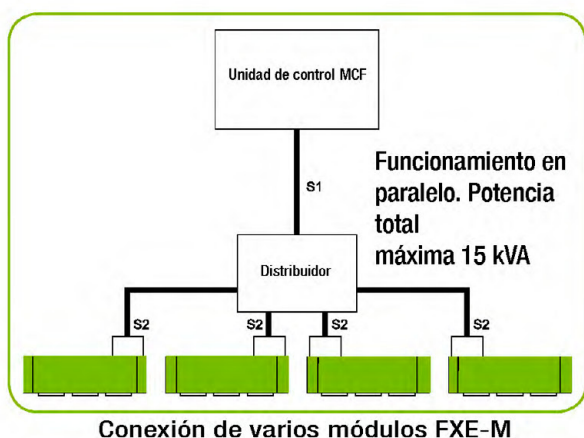 Unidad de control MCF
S1
Funcionamiento en
paralelo. Potencia
total
máxima 15 kVA
Distribuidor
S2
S2
S2
S2
Conexión de varios módulos FXE-M